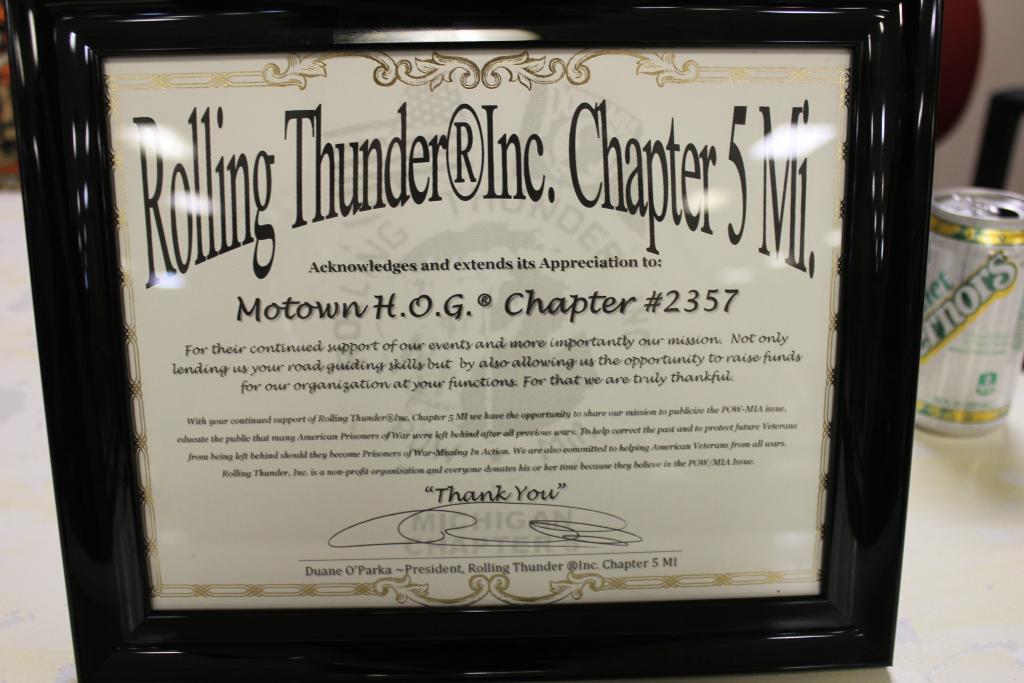 Rolling Thunder®Inc. Chapter 5 Mi.
Acknowledges and extends its Appreciation to:
Motown H.O.G.® Chapter #2357
For their continued support of our events and more importantly our mission. Not only
lending us your road guiding skills but by also allowing us the opportunity to raise funds
for our organization at your functions. For that we are truly thankful.
With your continued support of Rolling Thunder®Inc. Chapter 5 MI we have the opportunity to share our mission to publicize the POW-MIA issue,
educate the public that many American Prisoners of War were left behind after all previous wars. To help correct the past and to protect future Veterans
from being left behind should they become Prisoners of War-Missing In Action. We are also committed to helping American Veterans from all wars.
Rolling Thunder, Inc. is a non-profit organization and everyone donates his or her time because they believe in the POW/MIA Issue.
"Thank You"
MICHIGAN
CHAPTER 5
Duane O'Parka ~President, Rolling Thunder ®Inc. Chapter 5 MI
ROLLING THUNDER